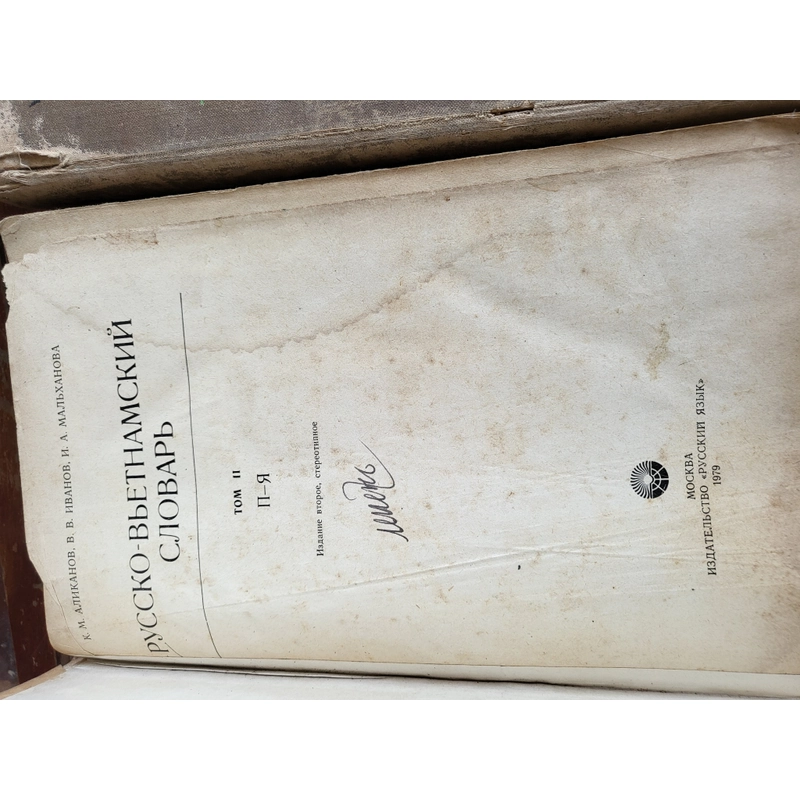 К. М. АЛИКАНОВ, В. В. ИВАНОВ, И. А. МАЛЬХАНОВА
РУССКО-ВЬЕТНАМСКИЙ
СЛОВАРЬ
ТОМ II
П—Я
Издание второе, стереотипное
МОСКВА
ИЗДАТЕЛЬСТВО «РУССКИЙ ЯЗЫК»
1979